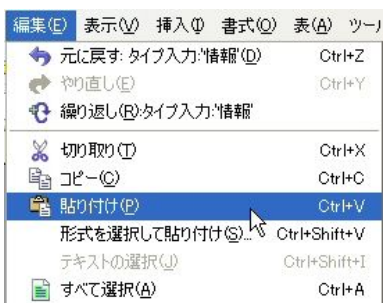 編集(E) 表示(V) 挿入(I) 書式(O) 表(A) ツー
元に戻す: タイプ入力:'情報'(D) Ctrl+Z
やり直し(E) Ctrl+Y
繰り返し(R):タイプ入力:'情報'
切り取り(T) Ctrl+X
コピー(C) Ctrl+C
貼り付け(P) Ctrl+V
形式を選択して貼り付け(S)... Ctrl+Shift+V
テキストの選択(J) Ctrl+Shift+I
すべて選択(A) Ctrl+A